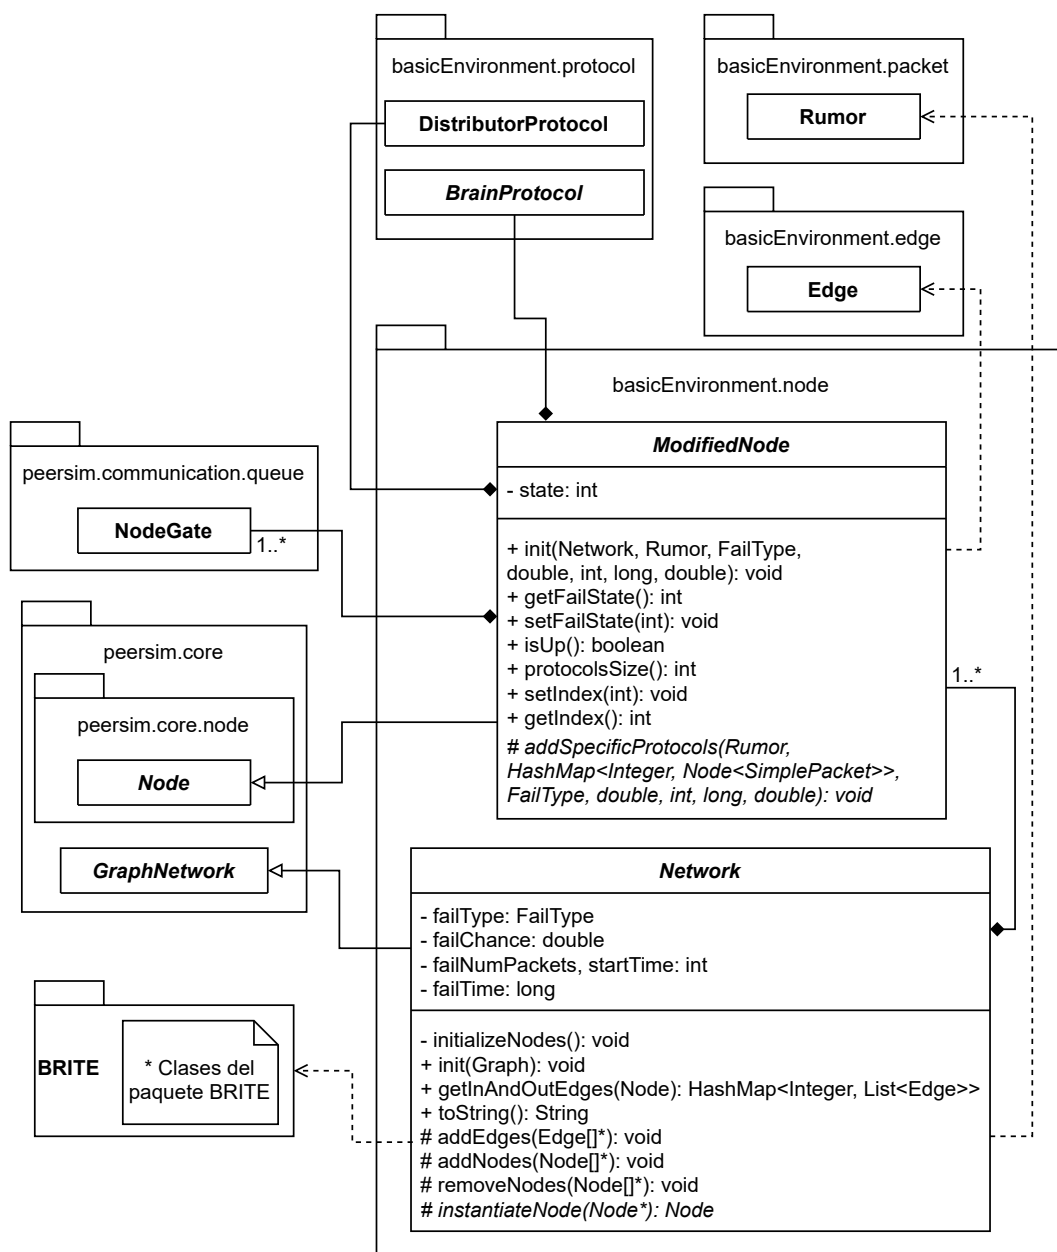 basicEnvironment.protocol
DistributorProtocol
BrainProtocol
basicEnvironment.packet
Rumor
basicEnvironment.edge
Edge
basicEnvironment.node
ModifiedNode
- state: int
+ init(Network, Rumor, FailType,
double, int, long, double): void
+ getFailState(): int
+ setFailState(int): void
+ isUp(): boolean
+ protocolsSize(): int
+ setIndex(int): void
+ getIndex(): int
# addSpecificProtocols(Rumor,
HashMap<Integer, Node<SimplePacket>>,
FailType, double, int, long, double): void
1..*
peersim.communication.queue
NodeGate
1..*
peersim.core
peersim.core.node
Node
GraphNetwork
Network
- failType: FailType
- failChance: double
- failNumPackets, startTime: int
- failTime: long
- initializeNodes(): void
+ init(Graph): void
+ getInAndOutEdges(Node): HashMap<Integer, List<Edge>>
+ toString(): String
# addEdges(Edge[]*): void
# addNodes(Node[]*): void
# removeNodes(Node[]*): void
# instantiateNode(Node*): Node
BRITE
* Clases del
paquete BRITE